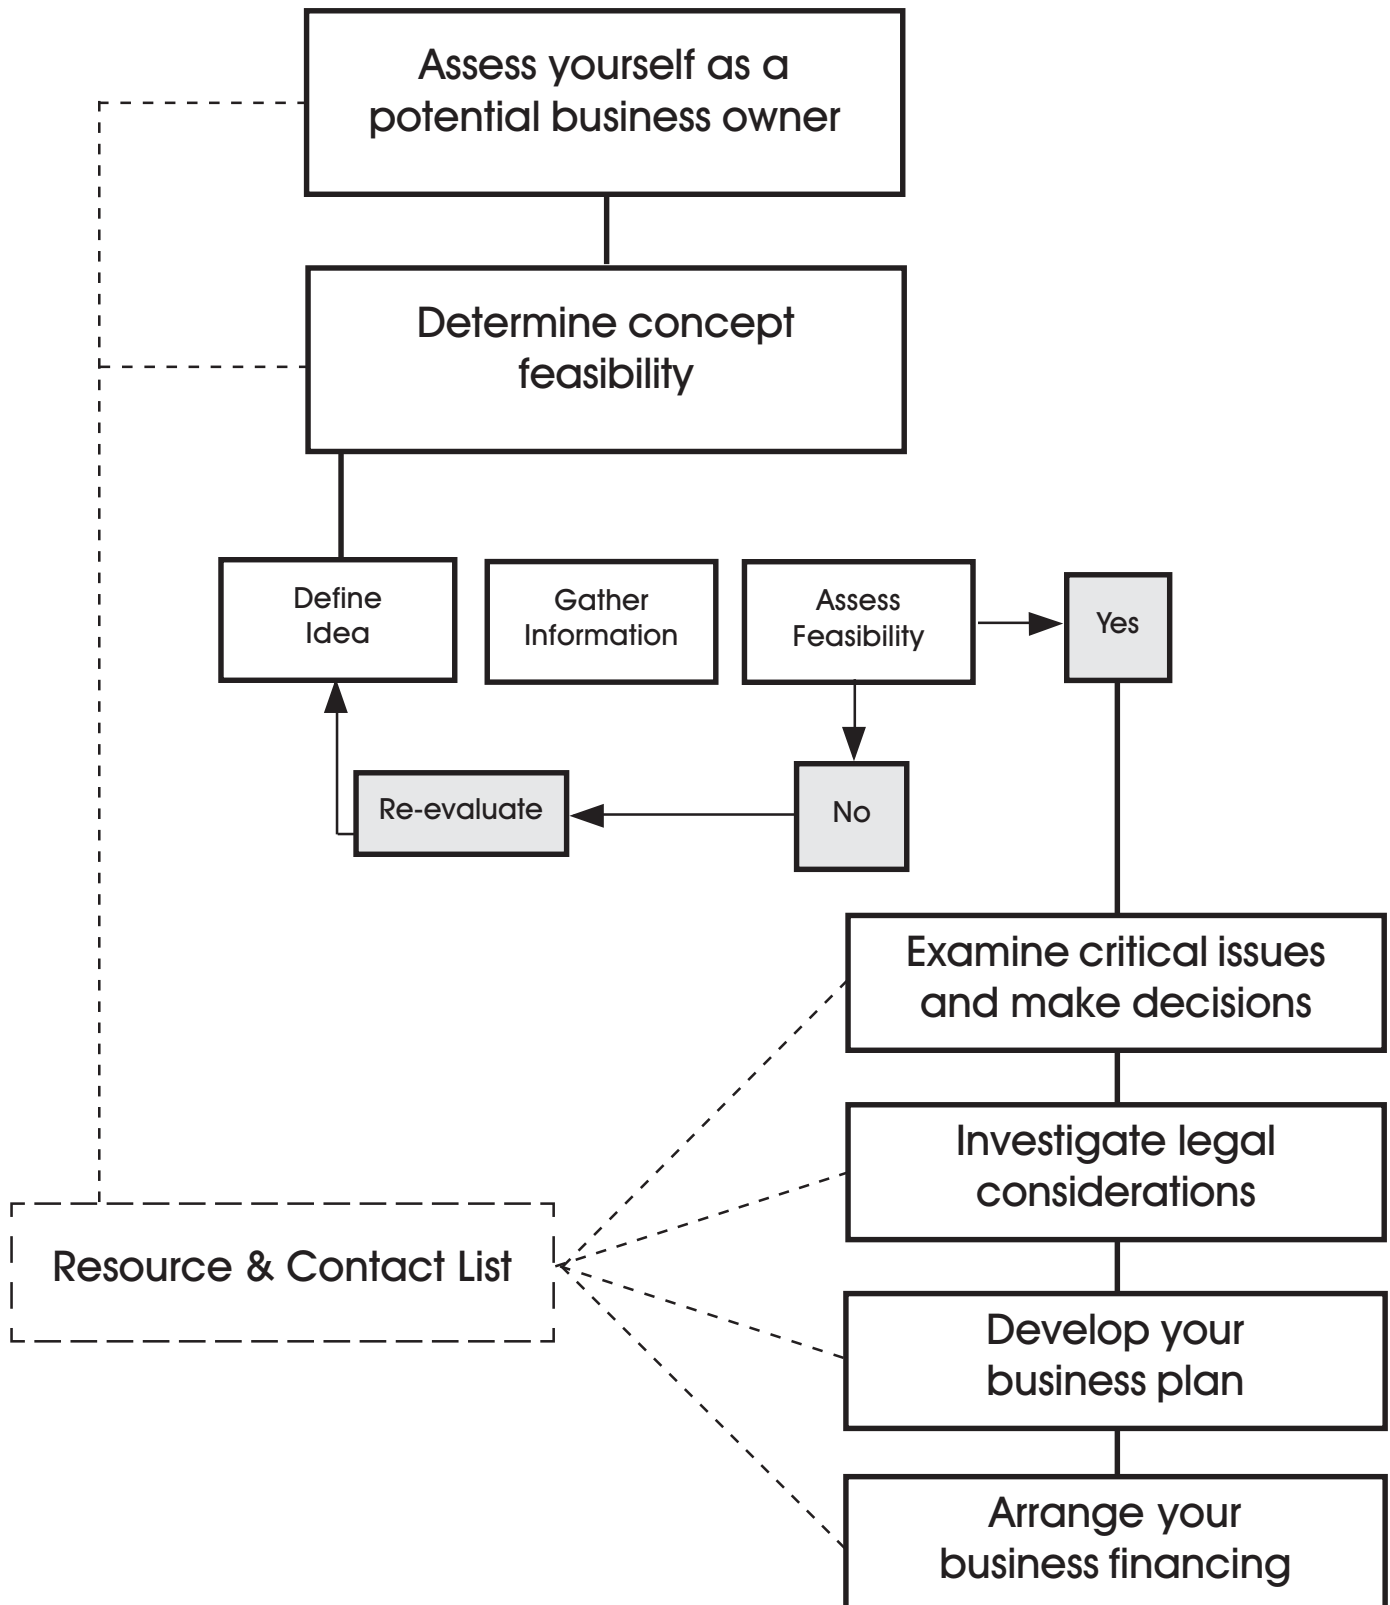 Assess yourself as a
potential business owner
Determine concept
feasibility
Define
Idea
Gather
Information
Assess
Feasibility
Yes
Re-evaluate
No
Examine critical issues
and make decisions
Investigate legal
considerations
Resource & Contact List
Develop your
business plan
Arrange your
business financing